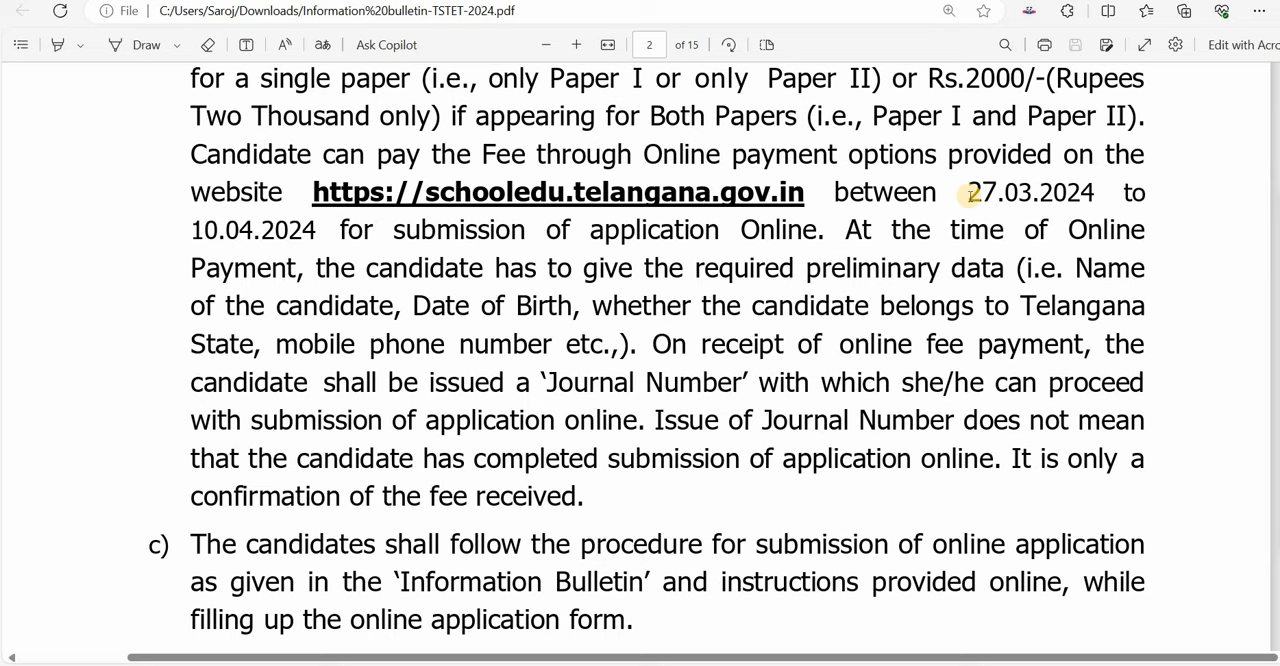 File C:/Users/Saroj/Downloads/Information%20bulletin-TSTET-2024.pdf
Draw Ask Copilot 2 of 15 Edit with Acro
for a single paper (i.e., only Paper I or only Paper II) or Rs.2000/-(Rupees
Two Thousand only) if appearing for Both Papers (i.e., Paper I and Paper II).
Candidate can pay the Fee through Online payment options provided on the
website https://schooledu.telangana.gov.in between 27.03.2024 to
10.04.2024 for submission of application Online. At the time of Online
Payment, the candidate has to give the required preliminary data (i.e. Name
of the candidate, Date of Birth, whether the candidate belongs to Telangana
State, mobile phone number etc.,). On receipt of online fee payment, the
candidate shall be issued a ‘Journal Number’ with which she/he can proceed
with submission of application online. Issue of Journal Number does not mean
that the candidate has completed submission of application online. It is only a
confirmation of the fee received.
c) The candidates shall follow the procedure for submission of online application
as given in the ‘Information Bulletin’ and instructions provided online, while
filling up the online application form.